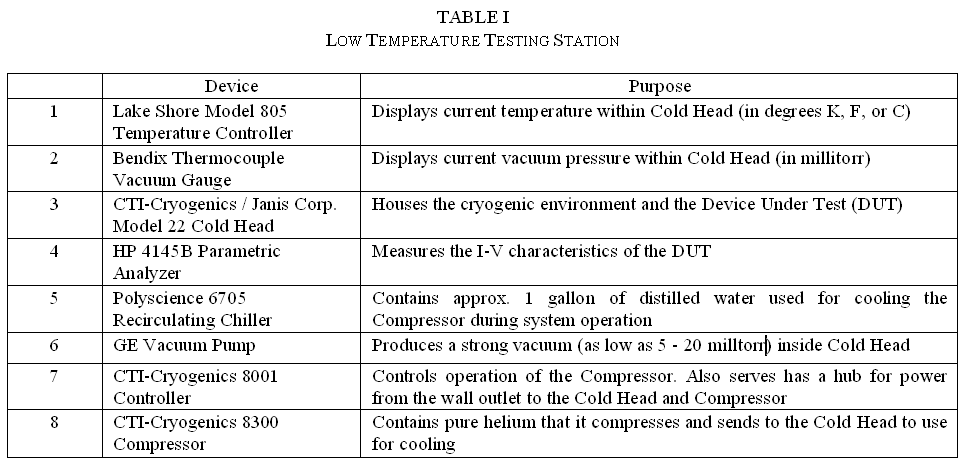 TABLE I
LOW TEMPERATURE TESTING STATION
Device Purpose
1 Lake Shore Model 805 Displays current temperature within Cold Head (in degrees K, F, or C)
Temperature Controller
2 Bendix Thermocouple Displays current vacuum pressure within Cold Head (in millitorr)
Vacuum Gauge
3 CTI-Cryogenics / Janis Corp. Houses the cryogenic environment and the Device Under Test (DUT)
Model 22 Cold Head
4 HP 4145B Parametric Measures the I-V characteristics of the DUT
Analyzer
5 Polyscience 6705 Contains approx. 1 gallon of distilled water used for cooling the
Recirculating Chiller Compressor during system operation
6 GE Vacuum Pump Produces a strong vacuum (as low as 5 - 20 milltorr) inside Cold Head
7 CTI-Cryogenics 8001 Controls operation of the Compressor. Also serves has a hub for power
Controller from the wall outlet to the Cold Head and Compressor
8 CTI-Cryogenics 8300 Contains pure helium that it compresses and sends to the Cold Head to use
Compressor for cooling